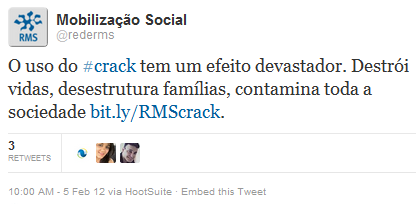 RMS
Mobilização Social
@rederms
O uso do #crack tem um efeito devastador. Destrói
vidas, desestrutura famílias, contamina toda a
sociedade bit.ly/RMScrack.
3
RETWEETS
10:00 AM - 5 Feb 12 via HootSuite · Embed this Tweet